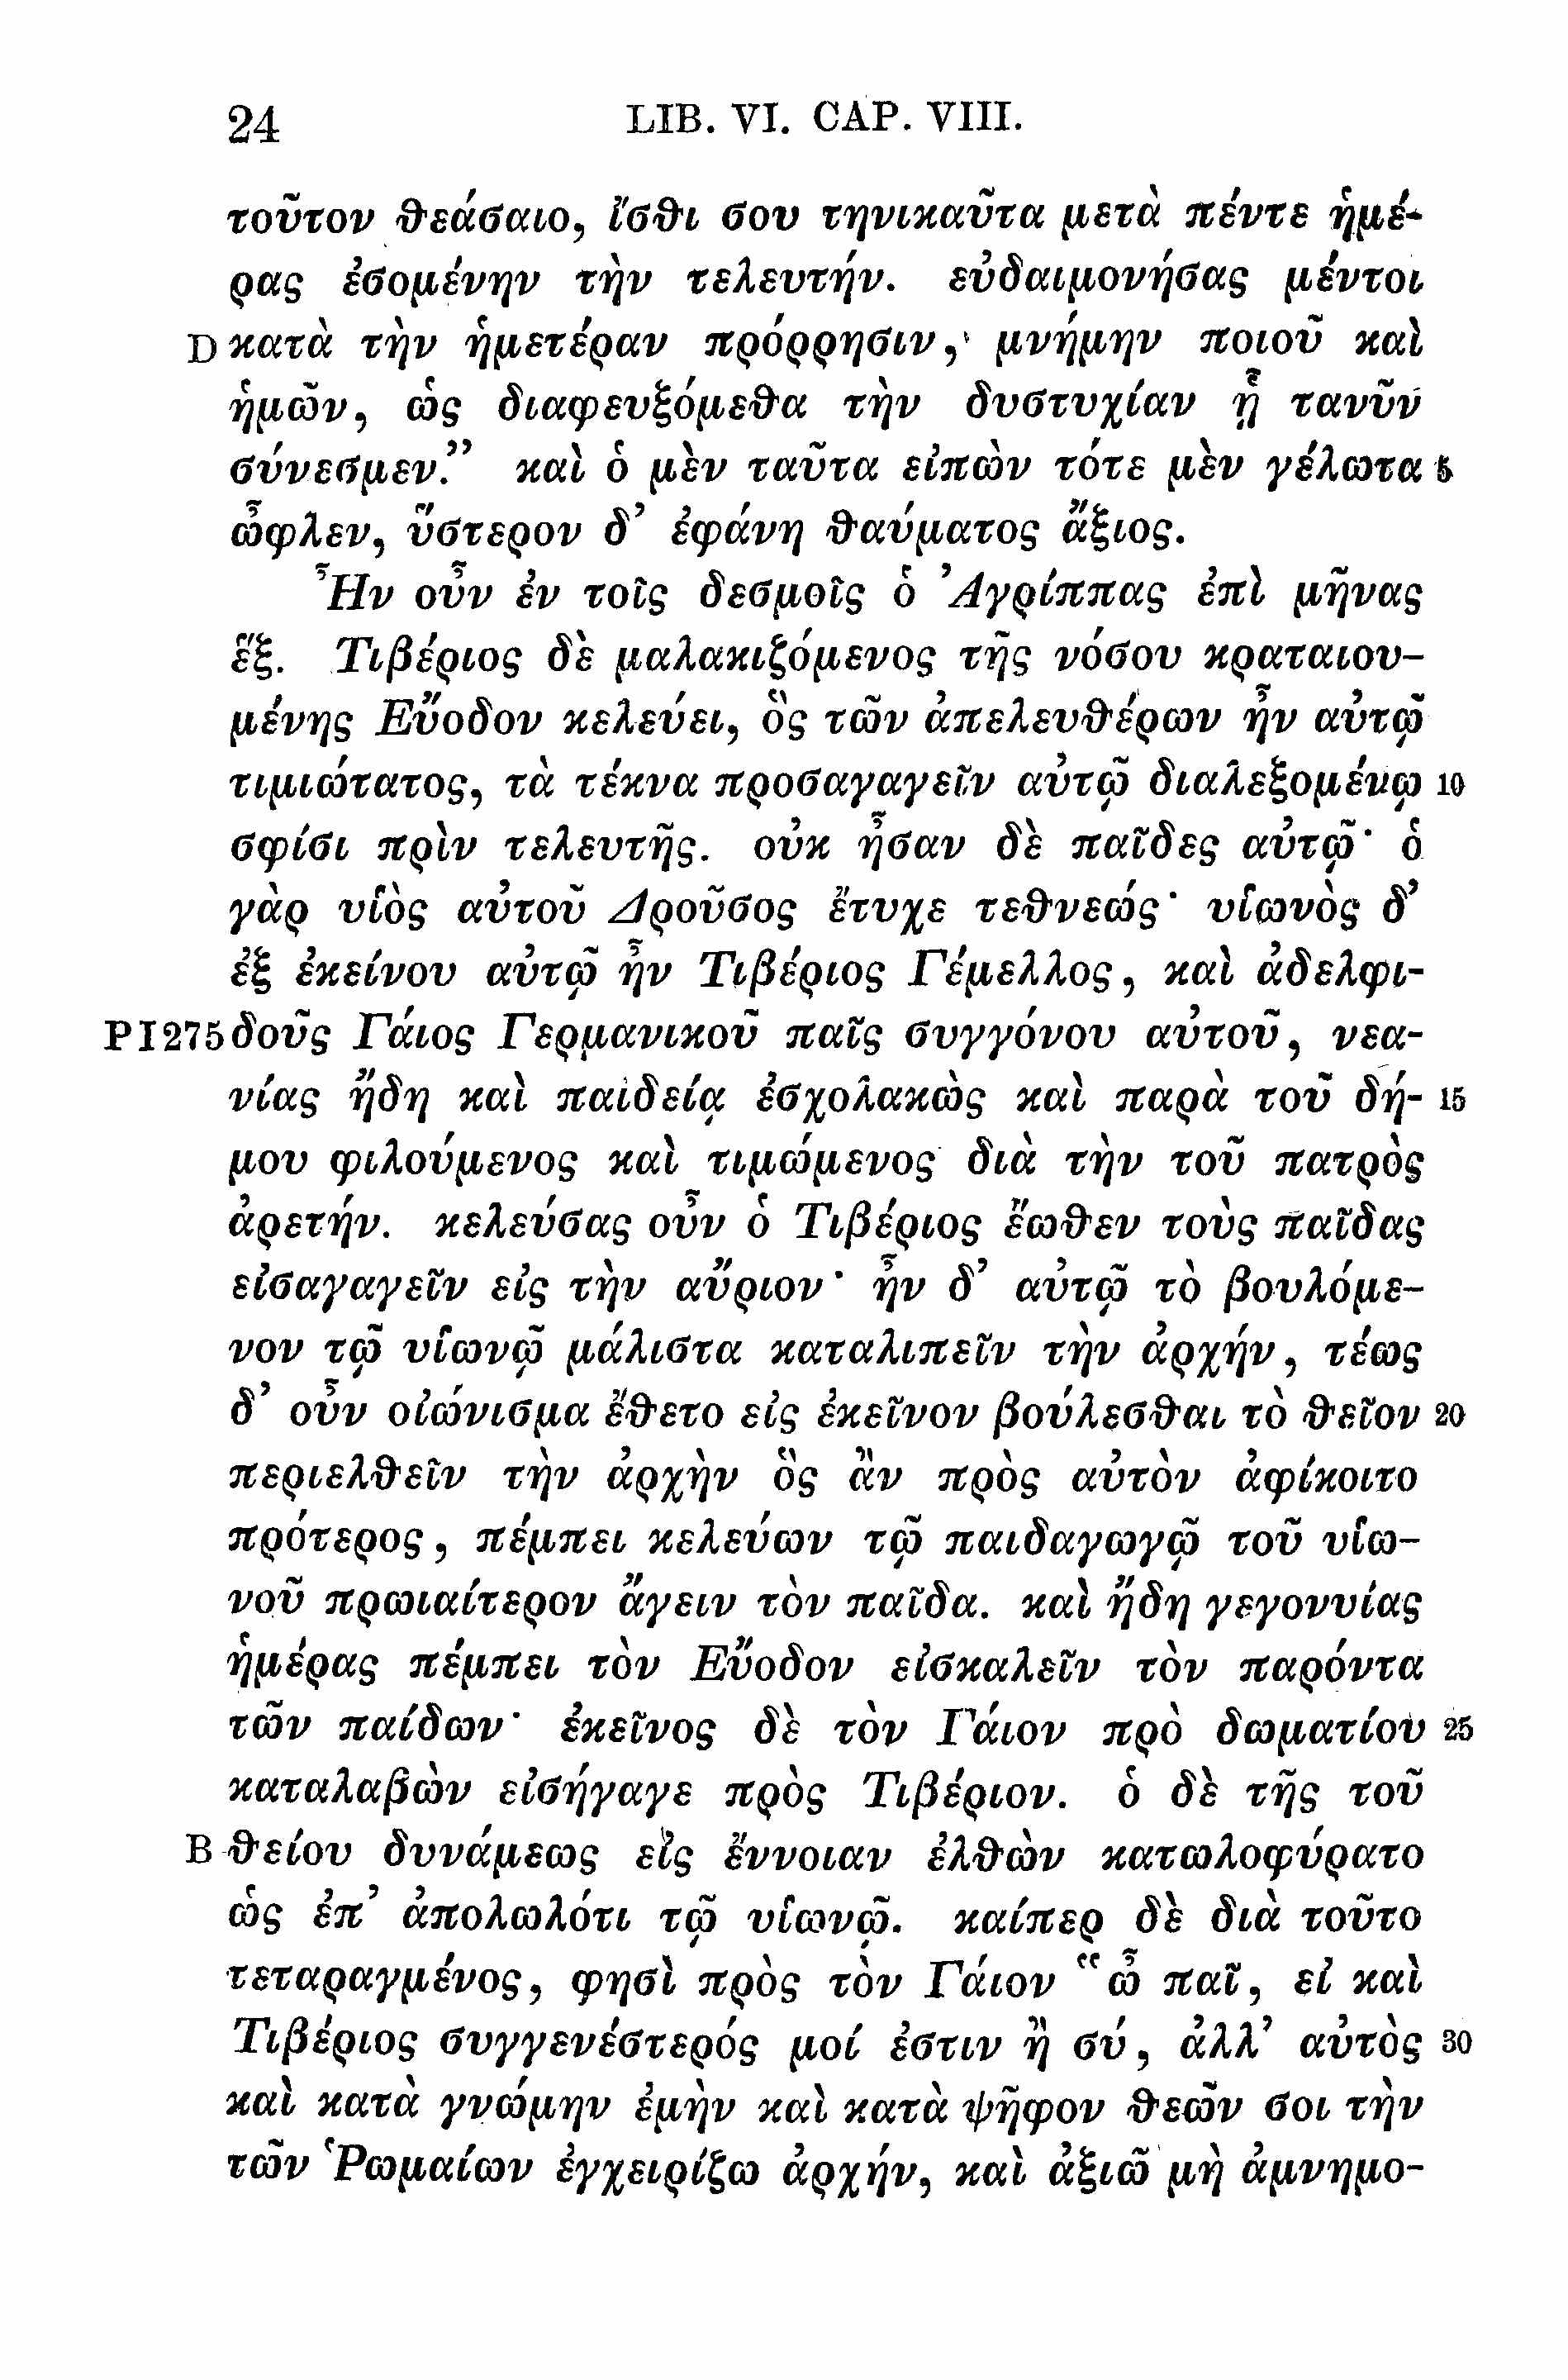 24 LIB. VI. CAP. VIII.
τοῦτον θεάσαιο, ἴσθι σου τηνικαῦτα μετὰ πέντε ἡμέ-
ρας ἐσομένην τὴν τελευτήν. εὐδαιμονήσας μέντοι
D κατὰ τὴν ἡμετέραν πρόρρησιν, μνήμην ποιοῦ καὶ
ἡμῶν, ὡς διαφευξόμεθα τὴν δυστυχίαν ᾗ τανῦν
σύνεσμεν.” καὶ ὁ μὲν ταῦτα εἰπὼν τότε μὲν γέλωτα 5
ὦφλεν, ὕστερον δ’ ἐφάνη θαύματος ἄξιος.
Ἦν οὖν ἐν τοῖς δεσμοῖς ὁ Ἀγρίππας ἐπὶ μῆνας
ἕξ. Τιβέριος δὲ μαλακιζόμενος τῆς νόσου κραταιου-
μένης Εὔοδον κελεύει, ὃς τῶν ἀπελευθέρων ἦν αὐτῷ
τιμιώτατος, τὰ τέκνα προσαγαγεῖν αὐτῷ διαλεξομένῳ 10
σφίσι πρὶν τελευτῆς. οὐκ ἦσαν δὲ παῖδες αὐτῷ· ὁ
γὰρ υἱὸς αὐτοῦ Δροῦσος ἔτυχε τεθνεώς· υἱωνὸς δ’
ἐξ ἐκείνου αὐτῷ ἦν Τιβέριος Γέμελλος, καὶ ἀδελφι-
PI275 δοῦς Γάιος Γερμανικοῦ παῖς συγγόνου αὐτοῦ, νεα-
νίας ἤδη καὶ παιδείᾳ ἐσχολακὼς καὶ παρὰ τοῦ δή- 15
μου φιλούμενος καὶ τιμώμενος διὰ τὴν τοῦ πατρὸς
ἀρετήν. κελεύσας οὖν ὁ Τιβέριος ἕωθεν τοὺς παῖδας
εἰσαγαγεῖν εἰς τὴν αὔριον· ἦν δ’ αὐτῷ τὸ βουλόμε-
νον τῷ υἱωνῷ μάλιστα καταλιπεῖν τὴν ἀρχήν, τέως
δ’ οὖν οἰώνισμα ἔθετο εἰς ἐκεῖνον βούλεσθαι τὸ θεῖον 20
περιελθεῖν τὴν ἀρχὴν ὃς ἂν πρὸς αὐτὸν ἀφίκοιτο
πρότερος, πέμπει κελεύων τῷ παιδαγωγῷ τοῦ υἱω-
νοῦ πρωιαίτερον ἄγειν τὸν παῖδα. καὶ ἤδη γεγονυίας
ἡμέρας πέμπει τὸν Εὔοδον εἰσκαλεῖν τὸν παρόντα
τῶν παίδων· ἐκεῖνος δὲ τὸν Γάιον πρὸ δωματίου 25
καταλαβὼν εἰσήγαγε πρὸς Τιβέριον. ὁ δὲ τῆς τοῦ
B θείου δυνάμεως εἰς ἔννοιαν ἐλθὼν κατωλοφύρατο
ὡς ἐπ’ ἀπολωλότι τῷ υἱωνῷ. καίπερ δὲ διὰ τοῦτο
τεταραγμένος, φησὶ πρὸς τὸν Γάιον “ὦ παῖ, εἰ καὶ
Τιβέριος συγγενέστερός μοί ἐστιν ἢ σύ, ἀλλ’ αὐτὸς 30
καὶ κατὰ γνώμην ἐμὴν καὶ κατὰ ψῆφον θεῶν σοι τὴν
τῶν Ῥωμαίων ἐγχειρίζω ἀρχήν, καὶ ἀξιῶ μὴ ἀμνημο-